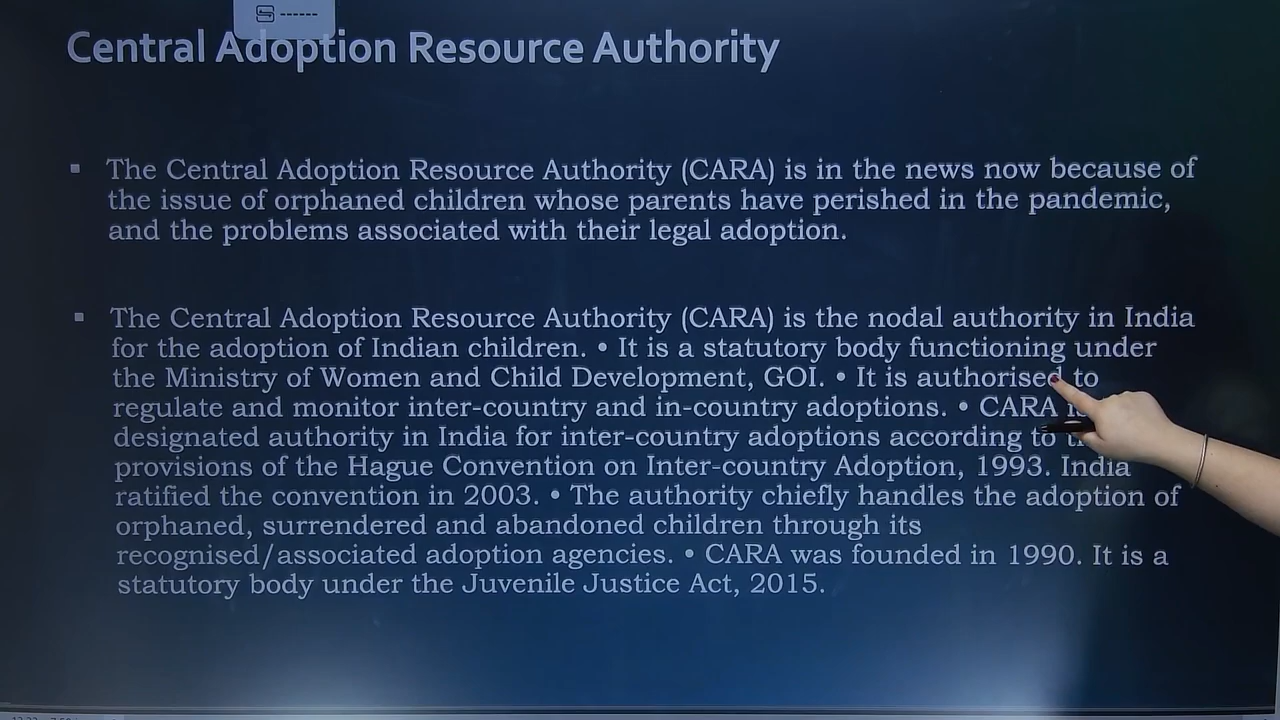 Central Adoption Resource Authority
▪ The Central Adoption Resource Authority (CARA) is in the news now because of
the issue of orphaned children whose parents have perished in the pandemic,
and the problems associated with their legal adoption.
▪ The Central Adoption Resource Authority (CARA) is the nodal authority in India
for the adoption of Indian children. • It is a statutory body functioning under
the Ministry of Women and Child Development, GOI. • It is authorised to
regulate and monitor inter-country and in-country adoptions. • CARA is
designated authority in India for inter-country adoptions according to
provisions of the Hague Convention on Inter-country Adoption, 1993. India
ratified the convention in 2003. • The authority chiefly handles the adoption of
orphaned, surrendered and abandoned children through its
recognised/associated adoption agencies. • CARA was founded in 1990. It is a
statutory body under the Juvenile Justice Act, 2015.